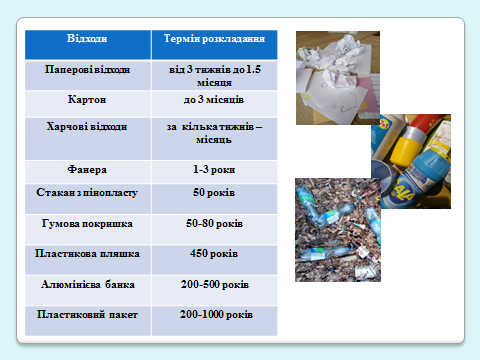 Відходи Термін розкладання
Паперові відходи від 3 тижнів до 1.5
місяця
Картон до 3 місяців
Харчові відходи за кілька тижнів –
місяць
Фанера 1-3 роки
Стакан з пінопласту 50 років
Гумова покришка 50-80 років
Пластикова пляшка 450 років
Алюмінієва банка 200-500 років
Пластиковий пакет 200-1000 років